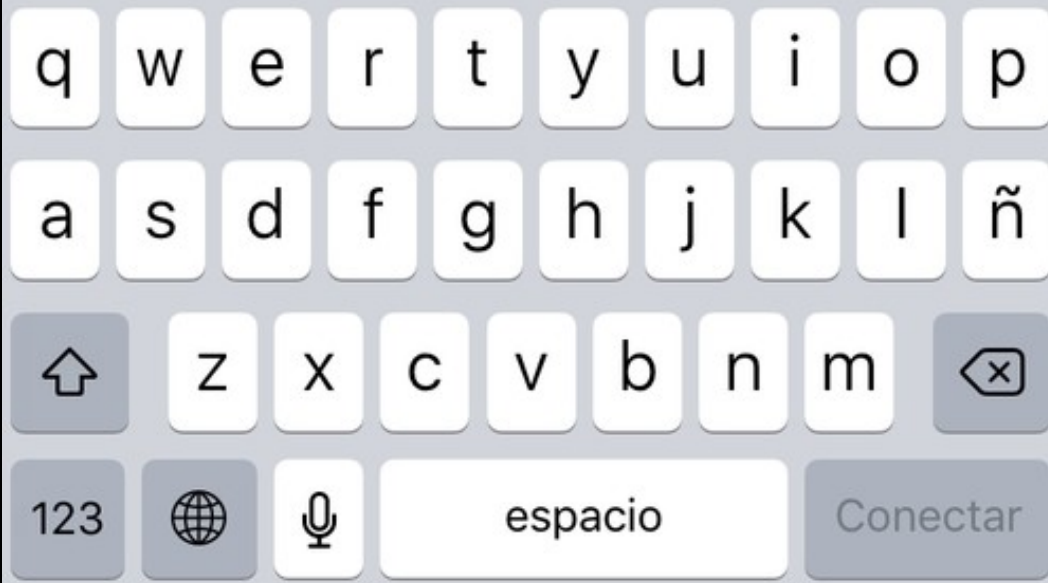 q w e r t y u i o p
a s d f g h j k l ñ
z x c v b n m
123 espacio Conectar